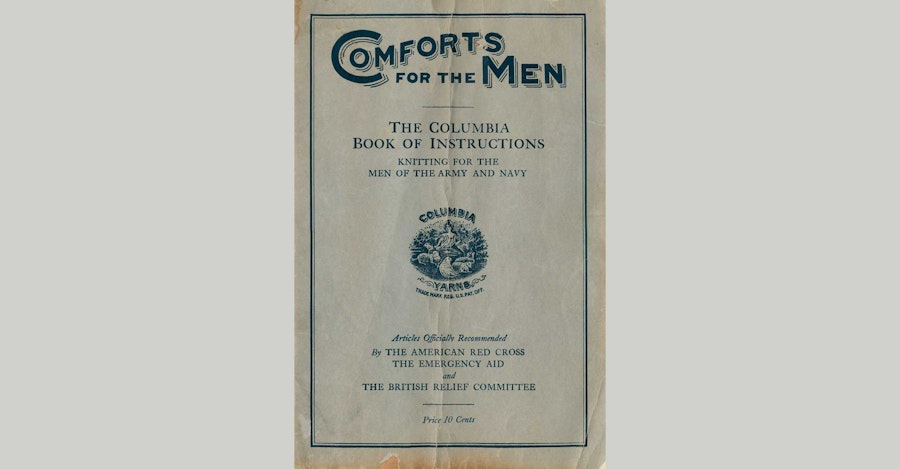 COMFORTS
FOR THE MEN
THE COLUMBIA
BOOK OF INSTRUCTIONS
KNITTING FOR THE
MEN OF THE ARMY AND NAVY
COLUMBIA
YARNS
TRADE MARK REG. U.S. PAT. OFF.
Articles Officially Recommended
By THE AMERICAN RED CROSS
THE EMERGENCY AID
and
THE BRITISH RELIEF COMMITTEE
Price 10 Cents